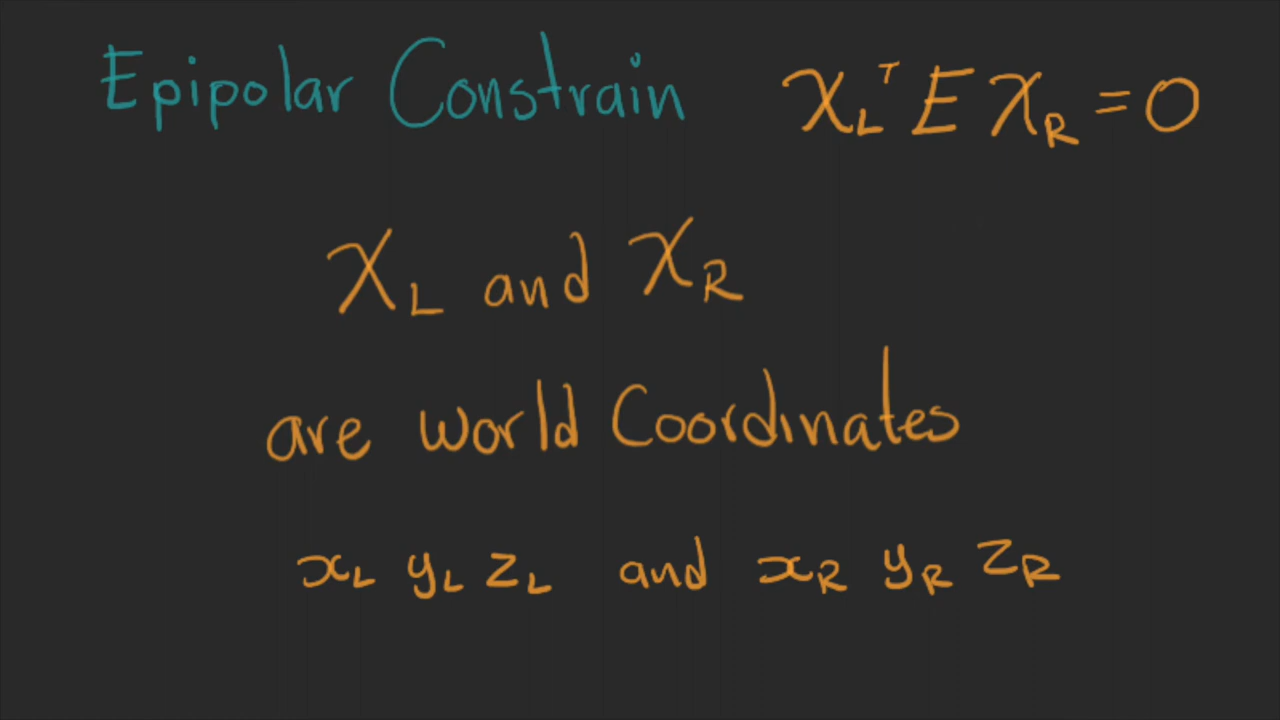 Epipolar Constrain X_L^T E X_R = 0
X_L and X_R
are world Coordinates
x_L y_L z_L and x_R y_R z_R